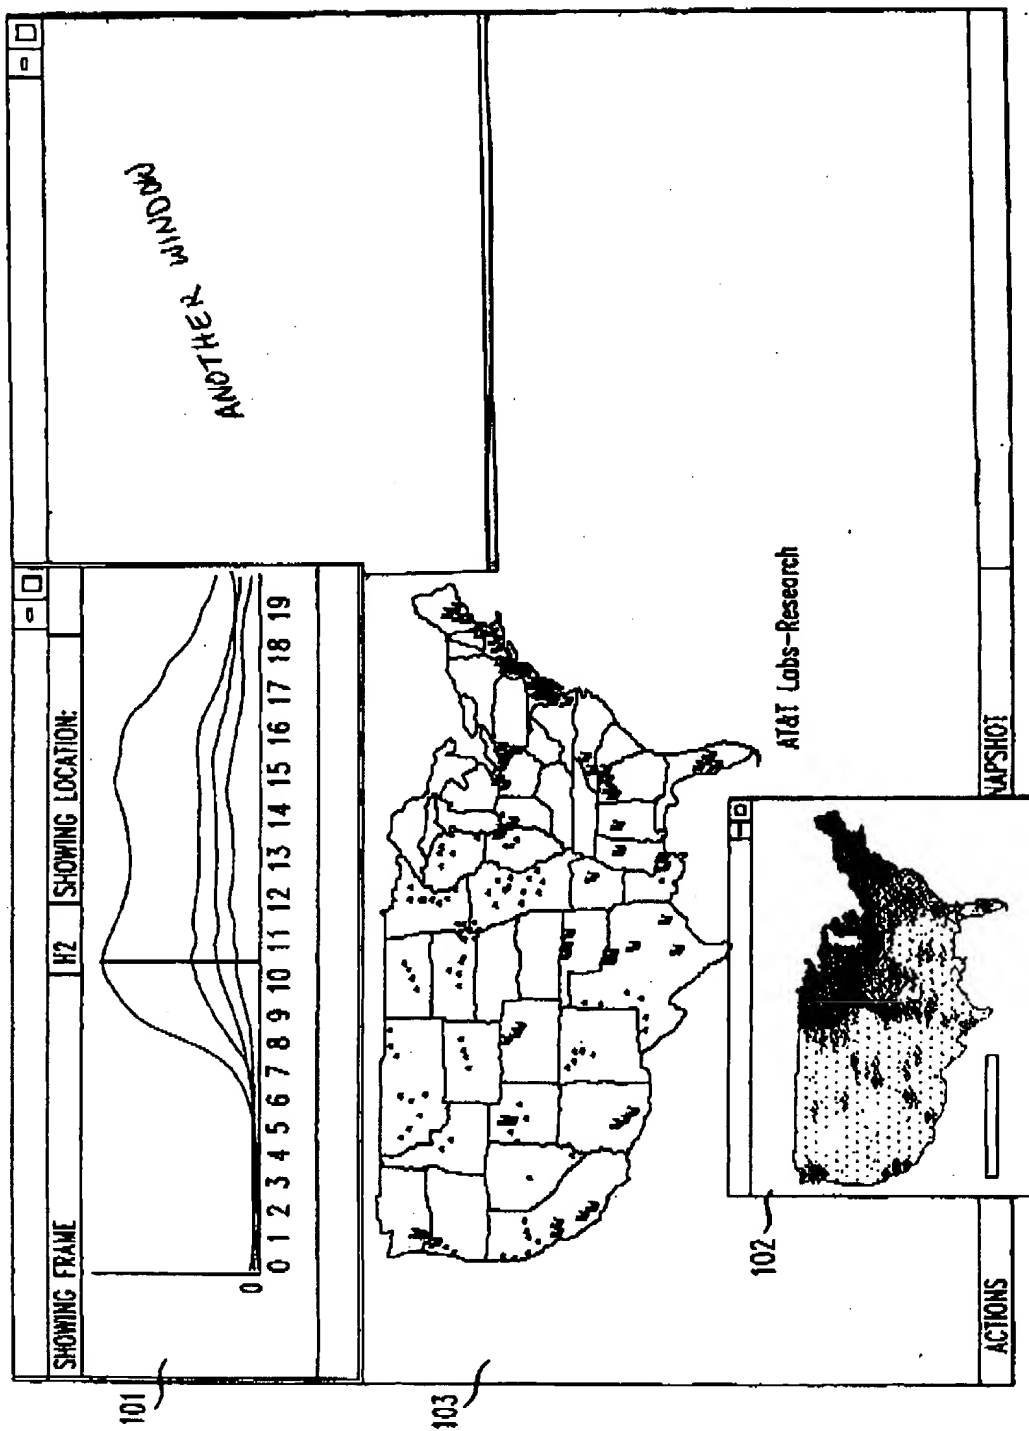 ANOTHER WINDOW
SHOWING FRAME H2 SHOWING LOCATION:
0
0 1 2 3 4 5 6 7 8 9 10 11 12 13 14 15 16 17 18 19
101
103
AT&T Labs-Research
102
ACTIONS NAPSHOT